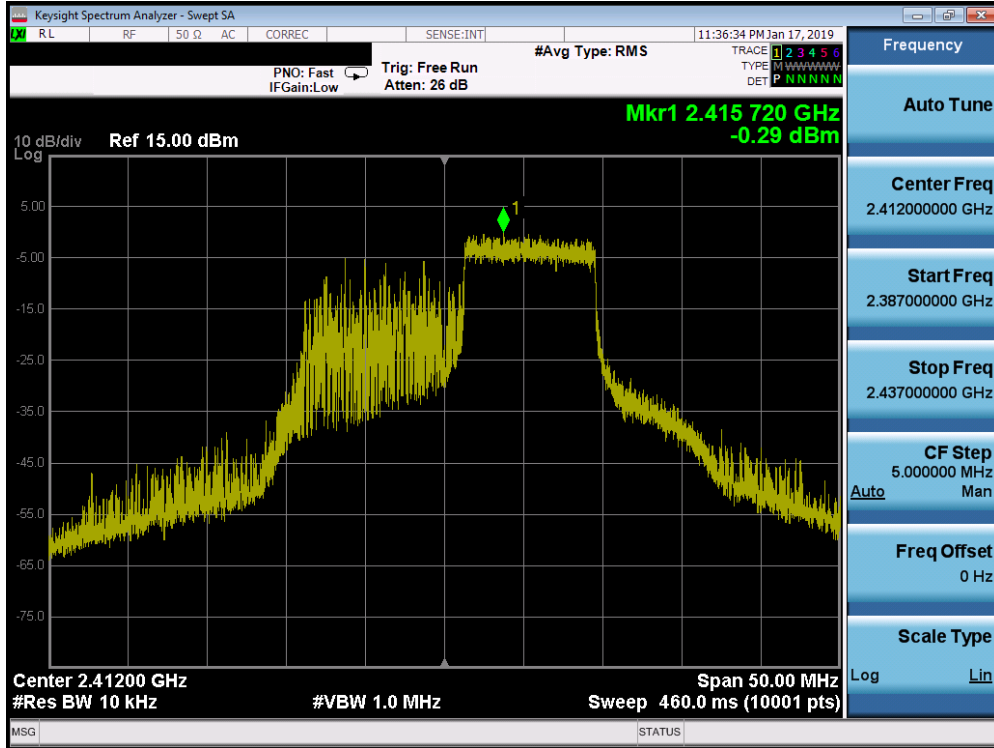 Keysight Spectrum Analyzer - Swept SA
LXI RL RF 50 Ω AC CORREC SENSE:INT 11:36:34 PM Jan 17, 2019
PNO: Fast
IFGain:Low
Trig: Free Run
Atten: 26 dB
#Avg Type: RMS
TRACE 1 2 3 4 5 6
TYPE M W W W W W
DET P N N N N N
Mkr1 2.415 720 GHz
-0.29 dBm
10 dB/div Ref 15.00 dBm
Log
1
5.00
-5.00
-15.0
-25.0
-35.0
-45.0
-55.0
-65.0
-75.0
Center 2.41200 GHz Span 50.00 MHz
#Res BW 10 kHz #VBW 1.0 MHz Sweep 460.0 ms (10001 pts)
MSG STATUS
Frequency
Auto Tune
Center Freq
2.412000000 GHz
Start Freq
2.387000000 GHz
Stop Freq
2.437000000 GHz
CF Step
5.000000 MHz
Auto Man
Freq Offset
0 Hz
Scale Type
Log Lin